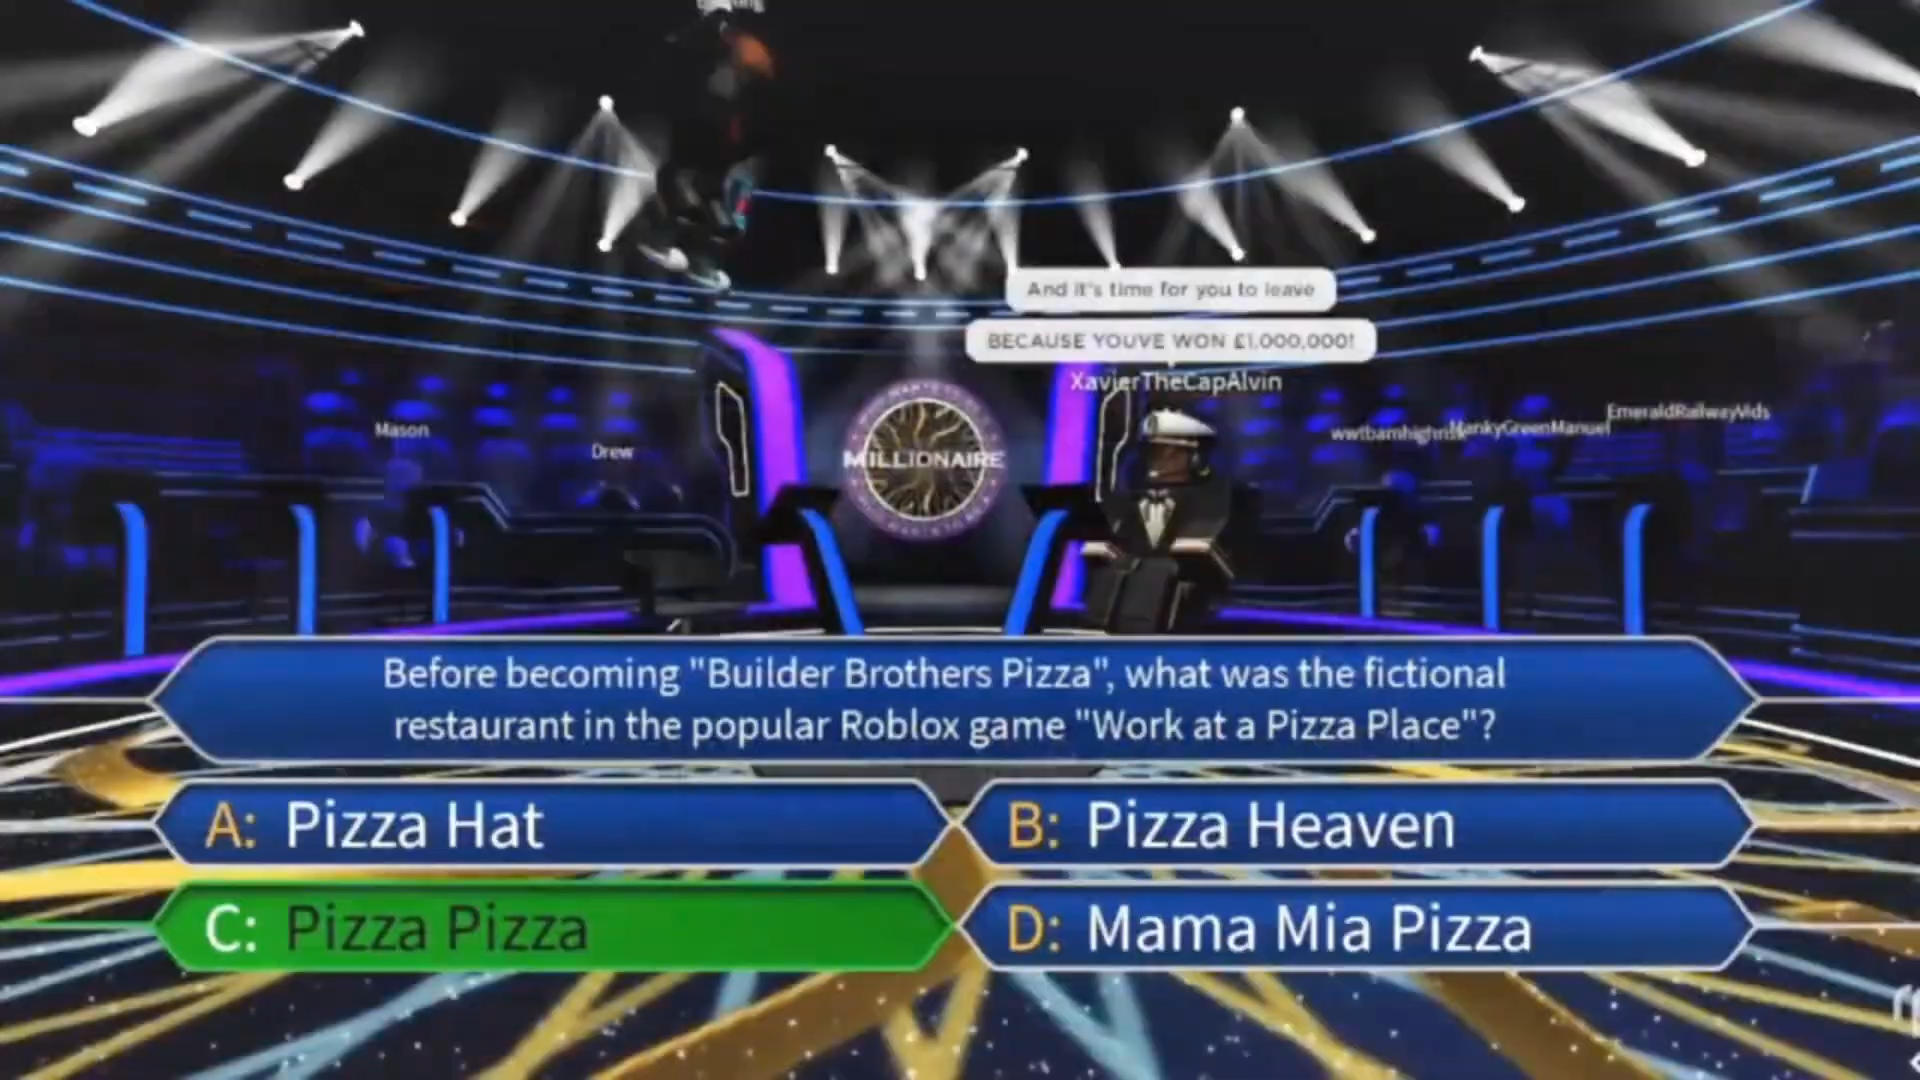 And it's time for you to leave
BECAUSE YOUVE WON £1,000,000!
XavierTheCapAlvin
EmeraldRailwayVids
MankyGreenManuel
Mason
Drew
MILLIONAIRE
Before becoming "Builder Brothers Pizza", what was the fictional
restaurant in the popular Roblox game "Work at a Pizza Place"?
A: Pizza Hat
B: Pizza Heaven
C: Pizza Pizza
D: Mama Mia Pizza